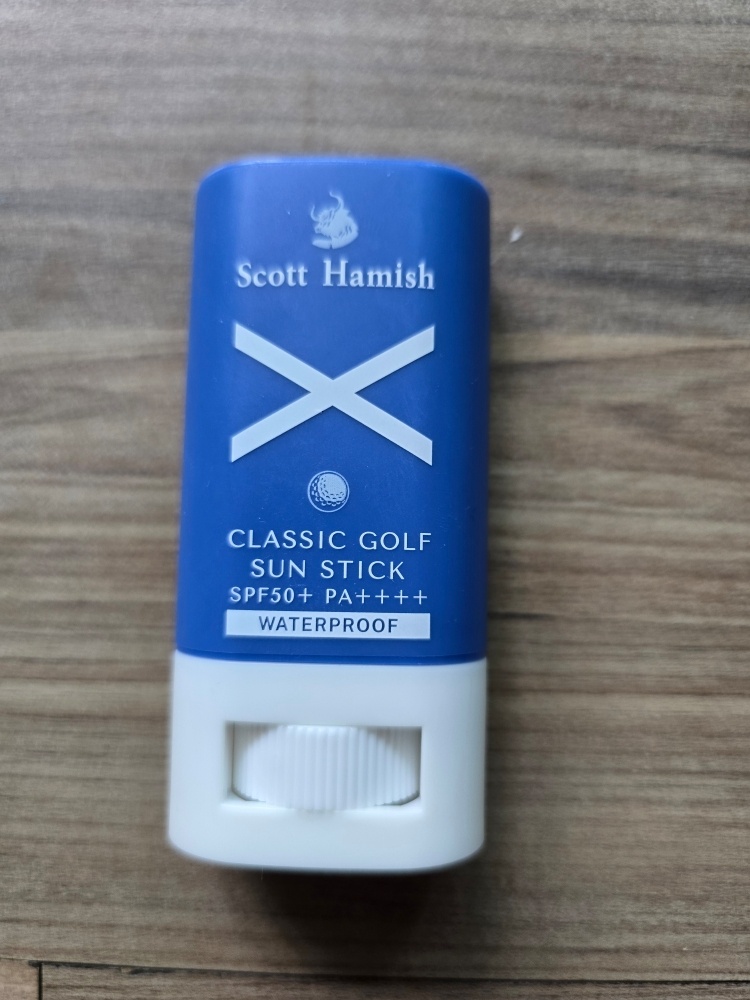 Scott Hamish
CLASSIC GOLF
SUN STICK
SPF50+ PA++++
WATERPROOF